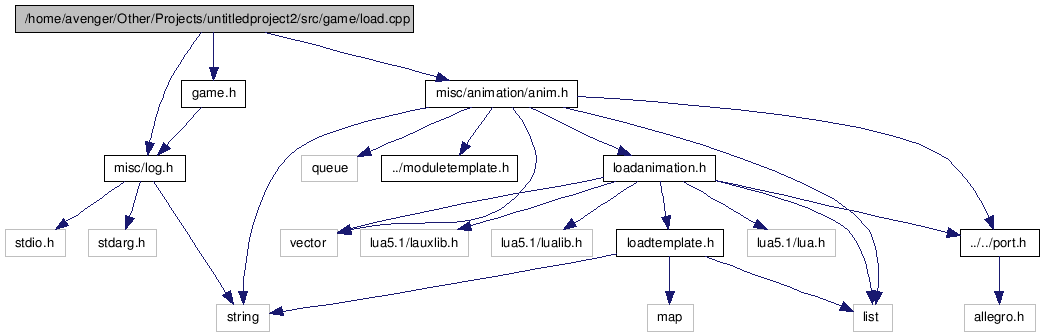 /home/avenger/Other/Projects/untitledproject2/src/game/load.cpp
game.h
misc/animation/anim.h
misc/log.h
queue
../moduletemplate.h
loadanimation.h
stdio.h
stdarg.h
vector
lua5.1/lauxlib.h
lua5.1/lualib.h
loadtemplate.h
lua5.1/lua.h
../../port.h
string
map
list
allegro.h